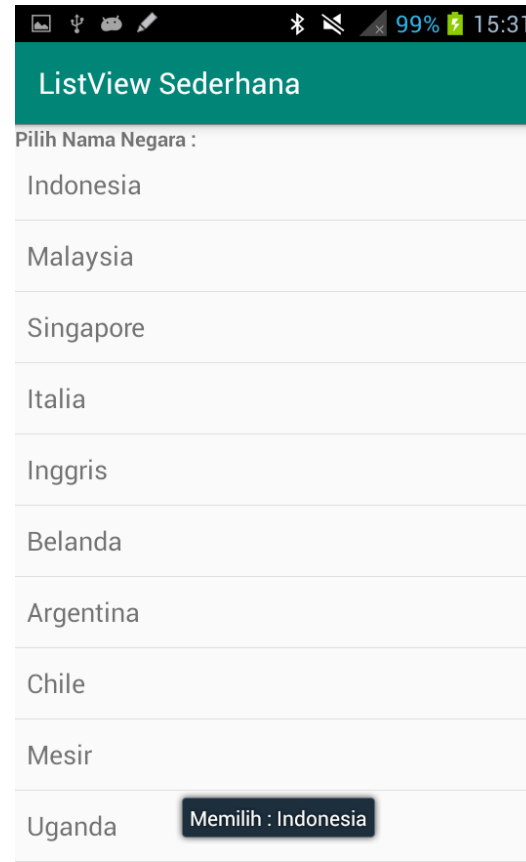 99% 15:31
ListView Sederhana
Pilih Nama Negara :
Indonesia
Malaysia
Singapore
Italia
Inggris
Belanda
Argentina
Chile
Mesir
Uganda
Memilih : Indonesia